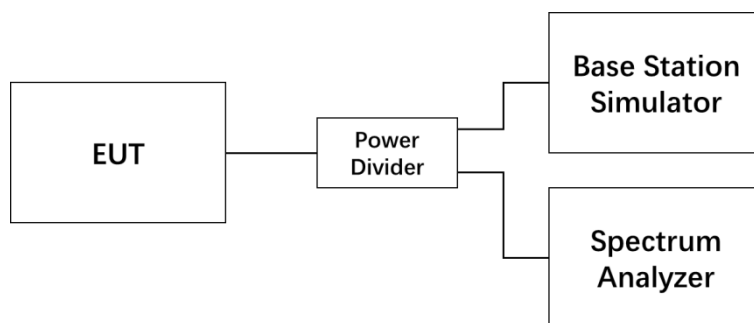 EUT
Power
Divider
Base Station
Simulator
Spectrum
Analyzer